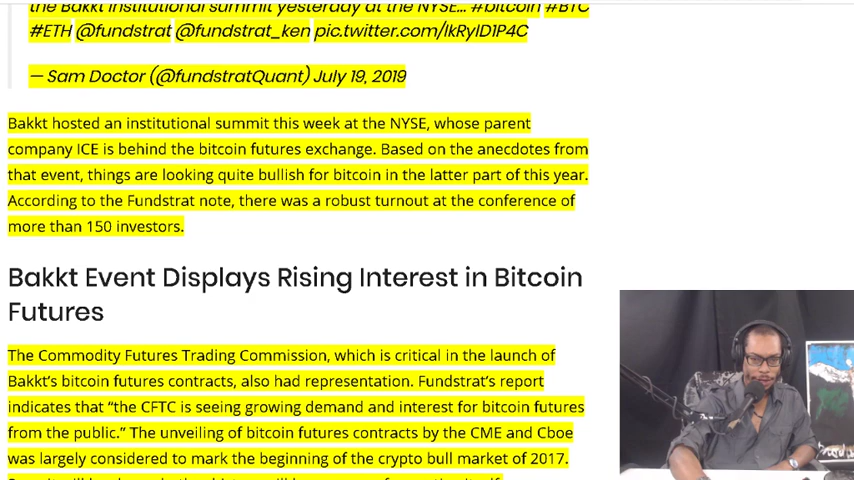 the Bakkt institutional summit yesterday at the NYSE... #bitcoin #BTC
#ETH @fundstrat @fundstrat_ken pic.twitter.com/lkRylD1P4C
— Sam Doctor (@fundstratQuant) July 19, 2019
Bakkt hosted an institutional summit this week at the NYSE, whose parent
company ICE is behind the bitcoin futures exchange. Based on the anecdotes from
that event, things are looking quite bullish for bitcoin in the latter part of this year.
According to the Fundstrat note, there was a robust turnout at the conference of
more than 150 investors.
Bakkt Event Displays Rising Interest in Bitcoin
Futures
The Commodity Futures Trading Commission, which is critical in the launch of
Bakkt's bitcoin futures contracts, also had representation. Fundstrat's report
indicates that "the CFTC is seeing growing demand and interest for bitcoin futures
from the public." The unveiling of bitcoin futures contracts by the CME and Cboe
was largely considered to mark the beginning of the crypto bull market of 2017.